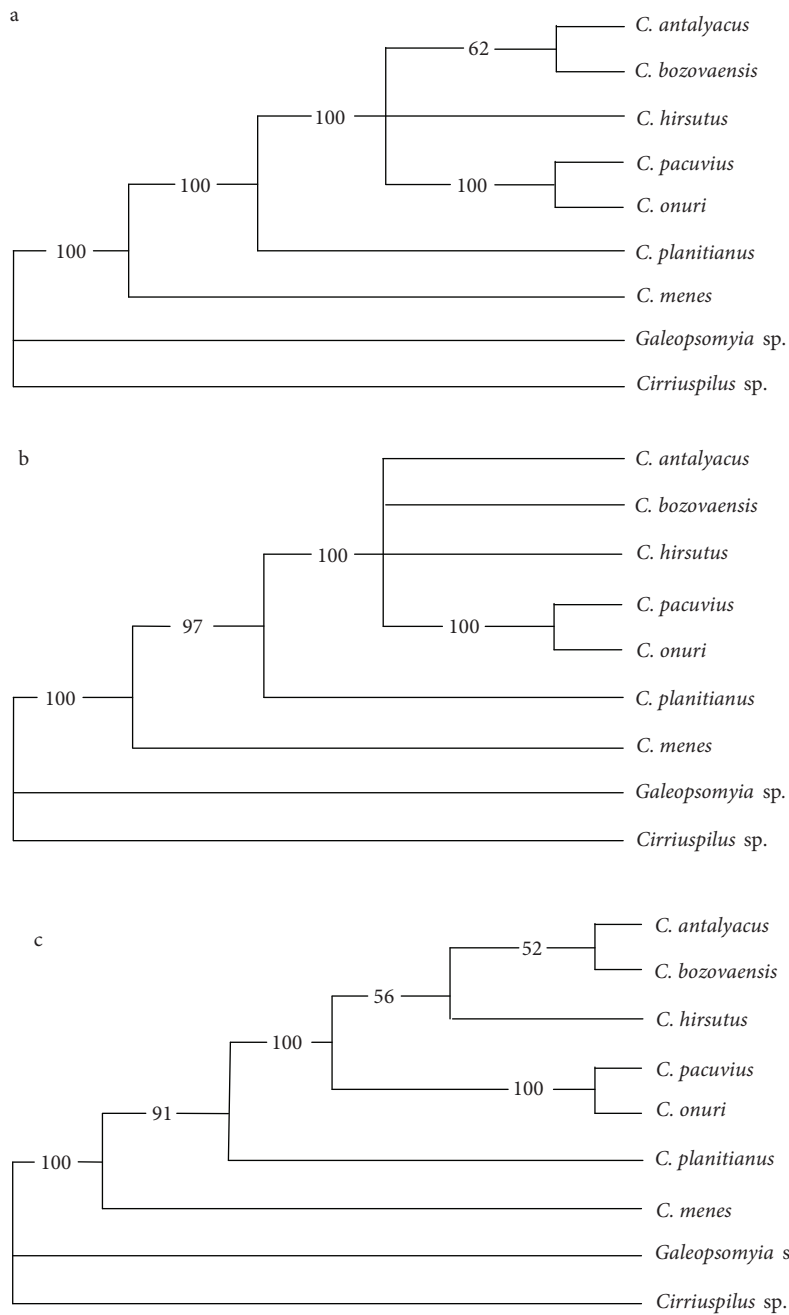 a
C. antalyacus
62
C. bozovaensis
100
C. hirsutus
C. pacuvius
100
100
C. onuri
100
C. planitianus
C. menes
Galeopsomyia sp.
Cirriuspilus sp.
b
C. antalyacus
C. bozovaensis
100
C. hirsutus
C. pacuvius
97
100
C. onuri
100
C. planitianus
C. menes
Galeopsomyia sp.
Cirriuspilus sp.
c
C. antalyacus
52
C. bozovaensis
56
C. hirsutus
100
C. pacuvius
100
C. onuri
91
C. planitianus
100
C. menes
Galeopsomyia s
Cirriuspilus sp.